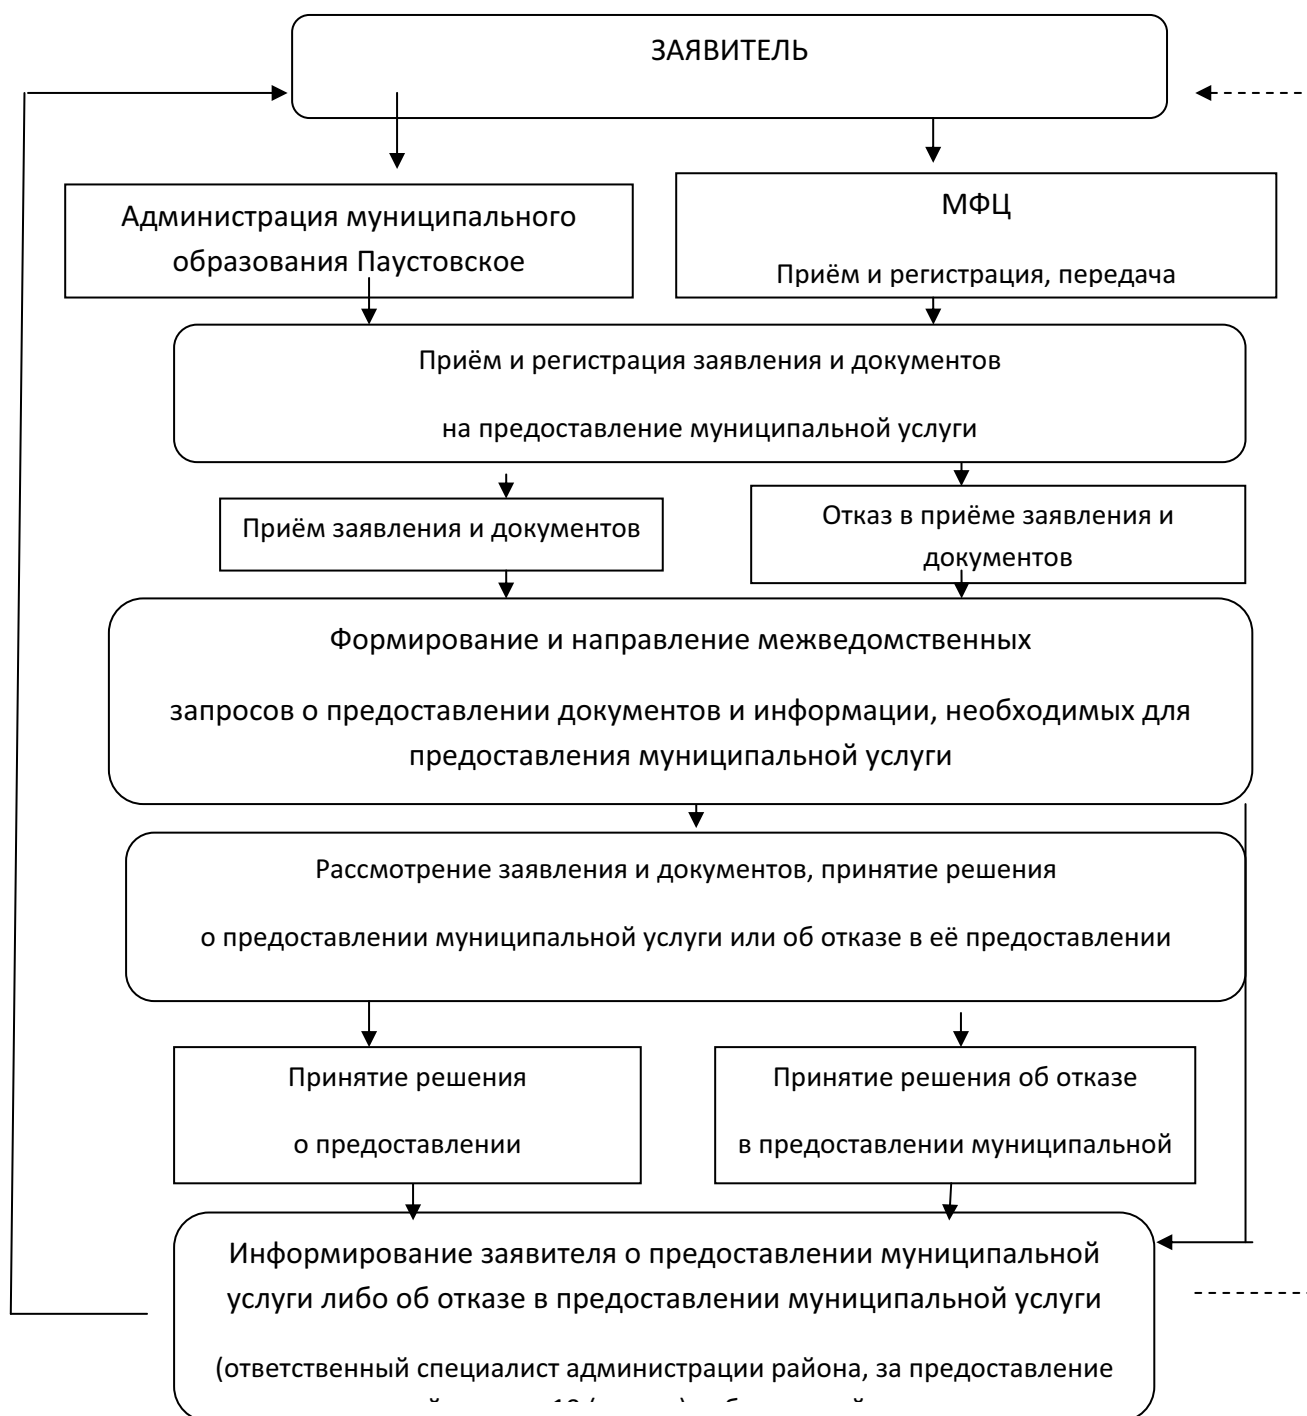 ЗАЯВИТЕЛЬ
Администрация муниципального
образования Паустовское
МФЦ
Приём и регистрация, передача
Приём и регистрация заявления и документов
на предоставление муниципальной услуги
Приём заявления и документов
Отказ в приёме заявления и
документов
Формирование и направление межведомственных
запросов о предоставлении документов и информации, необходимых для
предоставления муниципальной услуги
Рассмотрение заявления и документов, принятие решения
о предоставлении муниципальной услуги или об отказе в её предоставлении
Принятие решения
о предоставлении
Принятие решения об отказе
в предоставлении муниципальной
Информирование заявителя о предоставлении муниципальной
услуги либо об отказе в предоставлении муниципальной услуги
(ответственный специалист администрации района, за предоставление